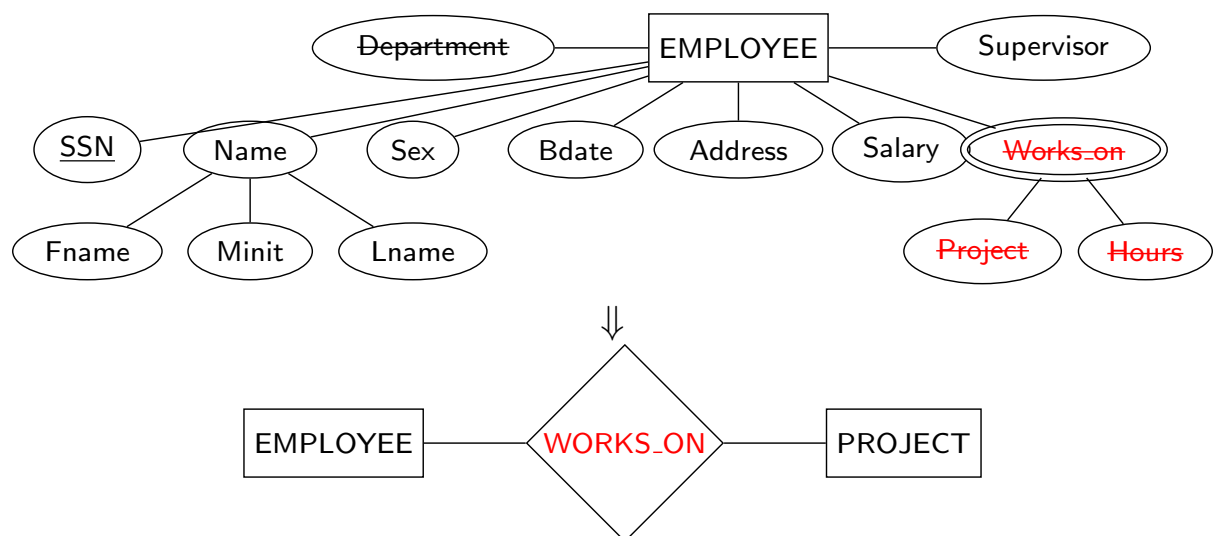 Department EMPLOYEE Supervisor
SSN Name Sex Bdate Address Salary Works_on
Fname Minit Lname Project Hours
⇓
EMPLOYEE WORKS_ON PROJECT